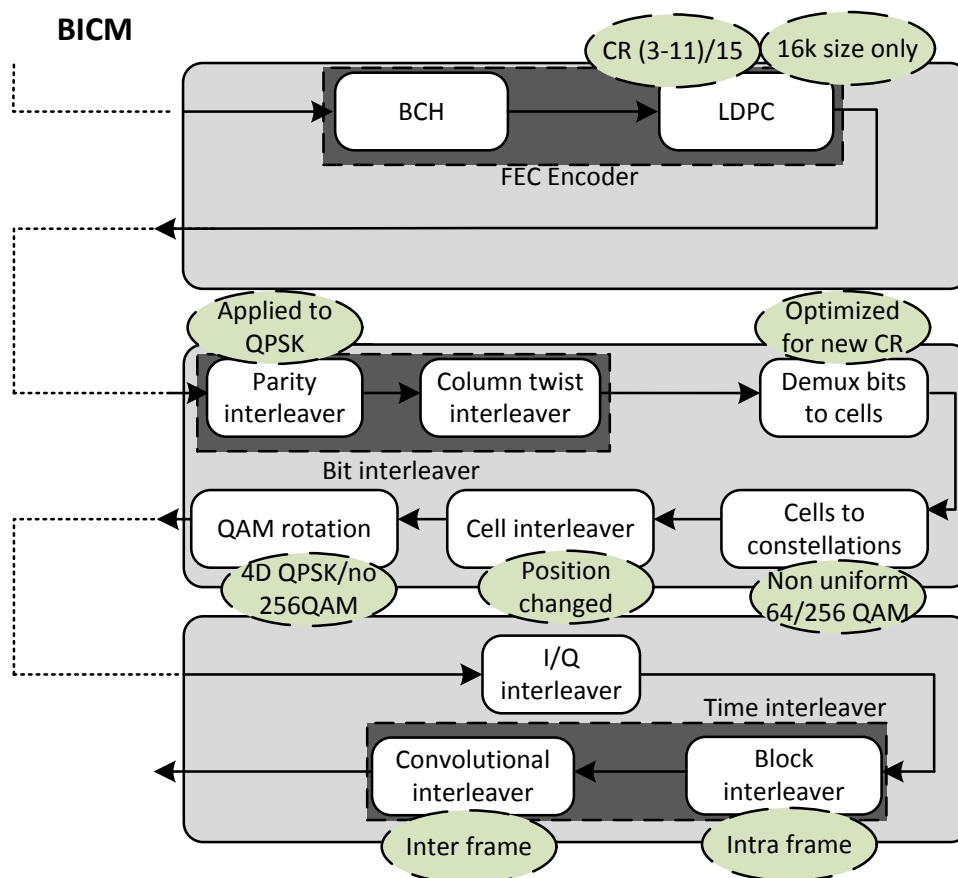 BICM
CR (3-11)/15
16k size only
BCH
LDPC
FEC Encoder
Applied to
QPSK
Optimized
for new CR
Parity
interleaver
Column twist
interleaver
Demux bits
to cells
Bit interleaver
QAM rotation
Cell interleaver
Cells to
constellations
4D QPSK/no
256QAM
Position
changed
Non uniform
64/256 QAM
I/Q
interleaver
Time interleaver
Convolutional
interleaver
Block
interleaver
Inter frame
Intra frame